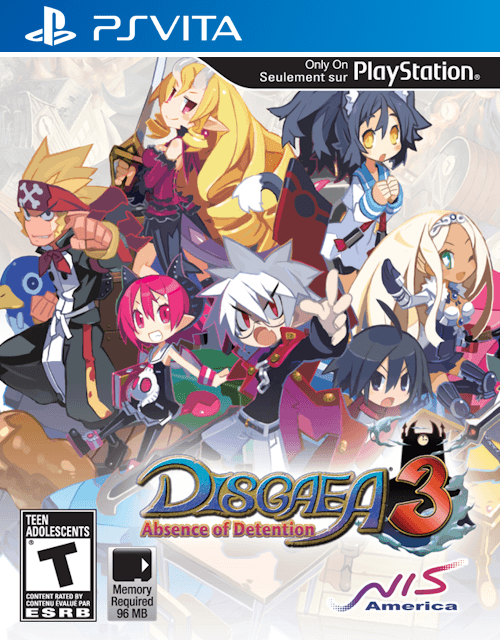 PSVITA
Only On
Seulement sur PlayStation®
DISGAEA 3
Absence of Detention
TEEN
ADOLESCENTS
T®
CONTENT RATED BY
CONTENU ÉVALUÉ PAR
ESRB
Memory
Required
96 MB
NIS
America